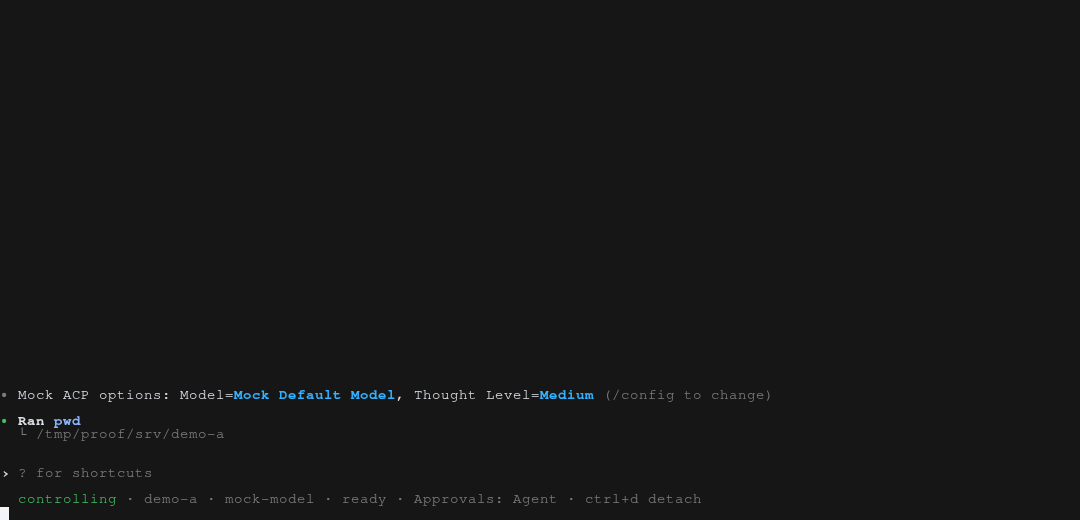 • Mock ACP options: Model=Mock Default Model, Thought Level=Medium (/config to change)
• Ran pwd
└ /tmp/proof/srv/demo-a
› ? for shortcuts
controlling · demo-a · mock-model · ready · Approvals: Agent · ctrl+d detach